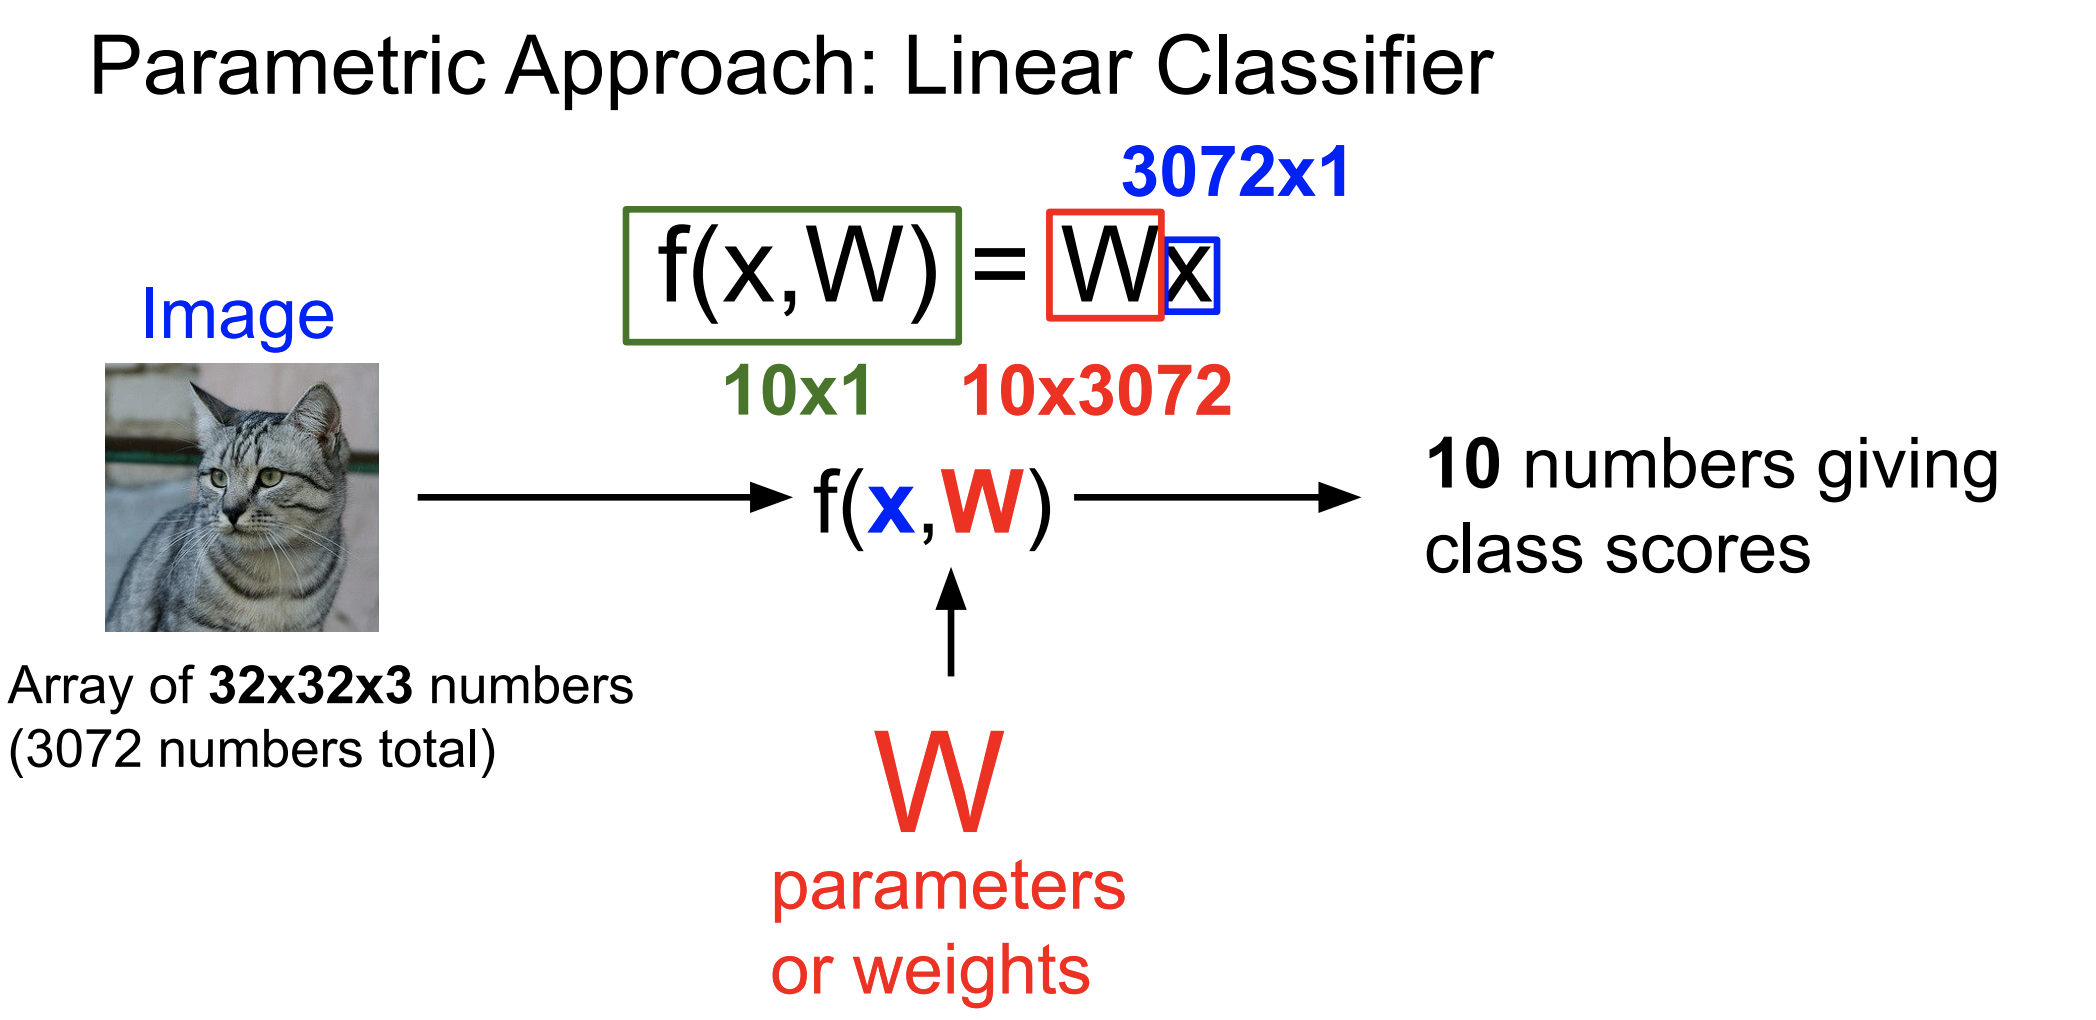 Parametric Approach: Linear Classifier
3072x1
f(x,W) = Wx
10x1 10x3072
Image
f(x,W)
10 numbers giving
class scores
Array of 32x32x3 numbers
(3072 numbers total)
W
parameters
or weights